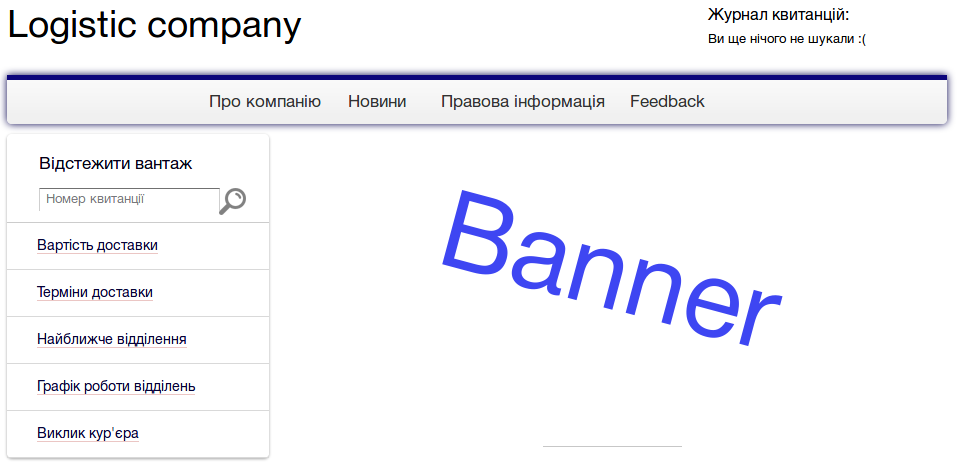 Logistic company
Журнал квитанцій:
Ви ще нічого не шукали :(
Про компанію Новини Правова інформація Feedback
Відстежити вантаж
Номер квитанції
Вартість доставки
Терміни доставки
Найближче відділення
Графік роботи відділень
Виклик кур'єра
Banner